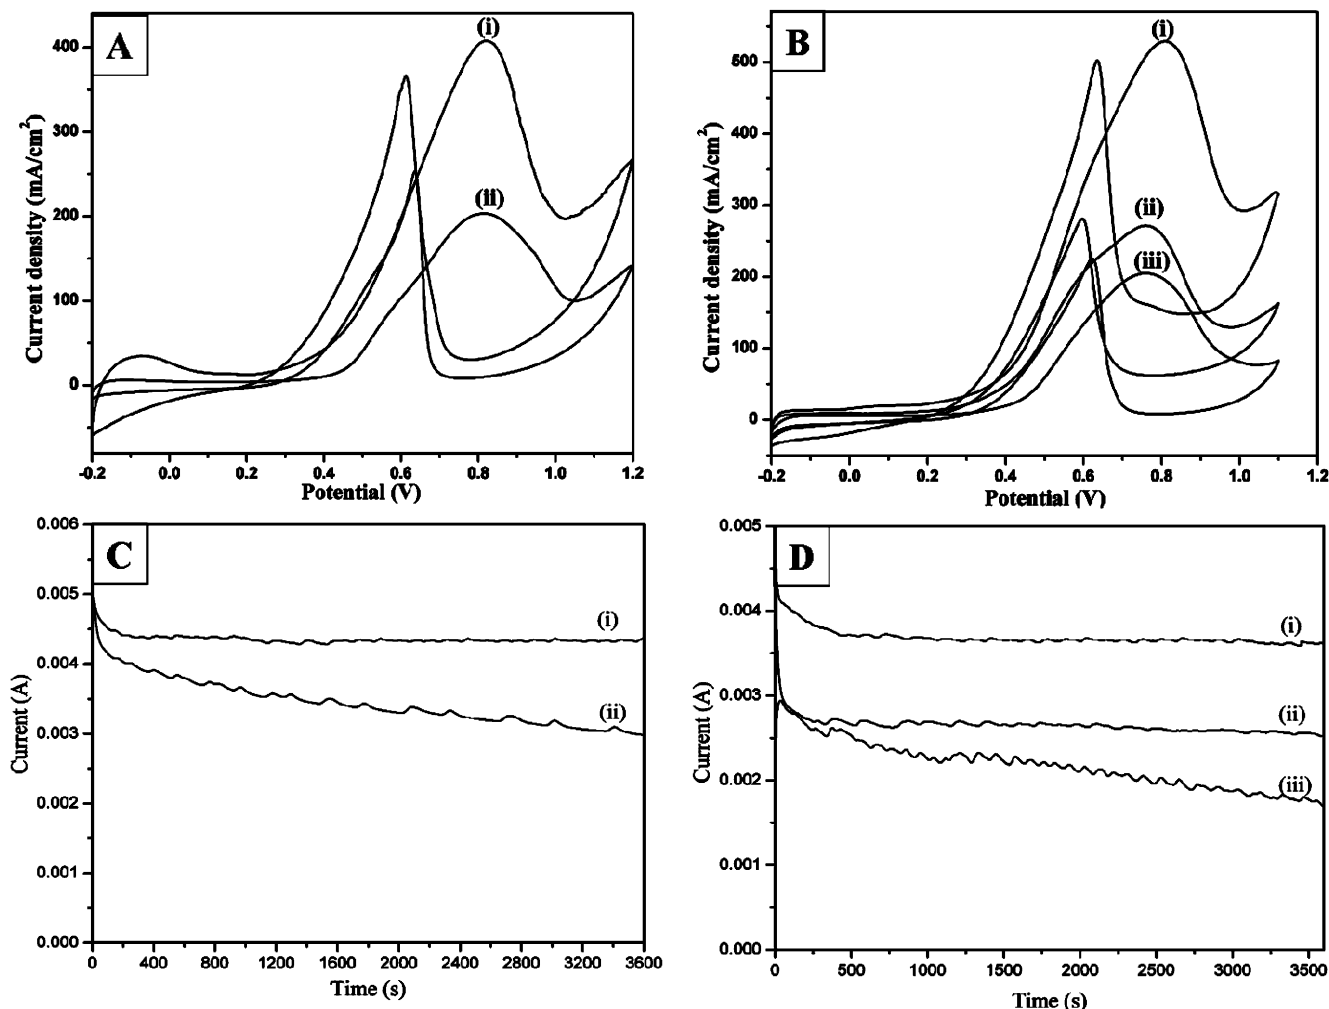 A
(i)
(ii)
Current density (mA/cm²)
400
300
200
100
0
-0.2 0.0 0.2 0.4 0.6 0.8 1.0 1.2
Potential (V)
B
(i)
(ii)
(iii)
Current density (mA/cm²)
500
400
300
200
100
0
-0.2 0.0 0.2 0.4 0.6 0.8 1.0 1.2
Potential (V)
C
(i)
(ii)
Current (A)
0.006
0.005
0.004
0.003
0.002
0.001
0.000
0 400 800 1200 1600 2000 2400 2800 3200 3600
Time (s)
D
(i)
(ii)
(iii)
Current (A)
0.005
0.004
0.003
0.002
0.001
0.000
0 500 1000 1500 2000 2500 3000 3500
Time (s)